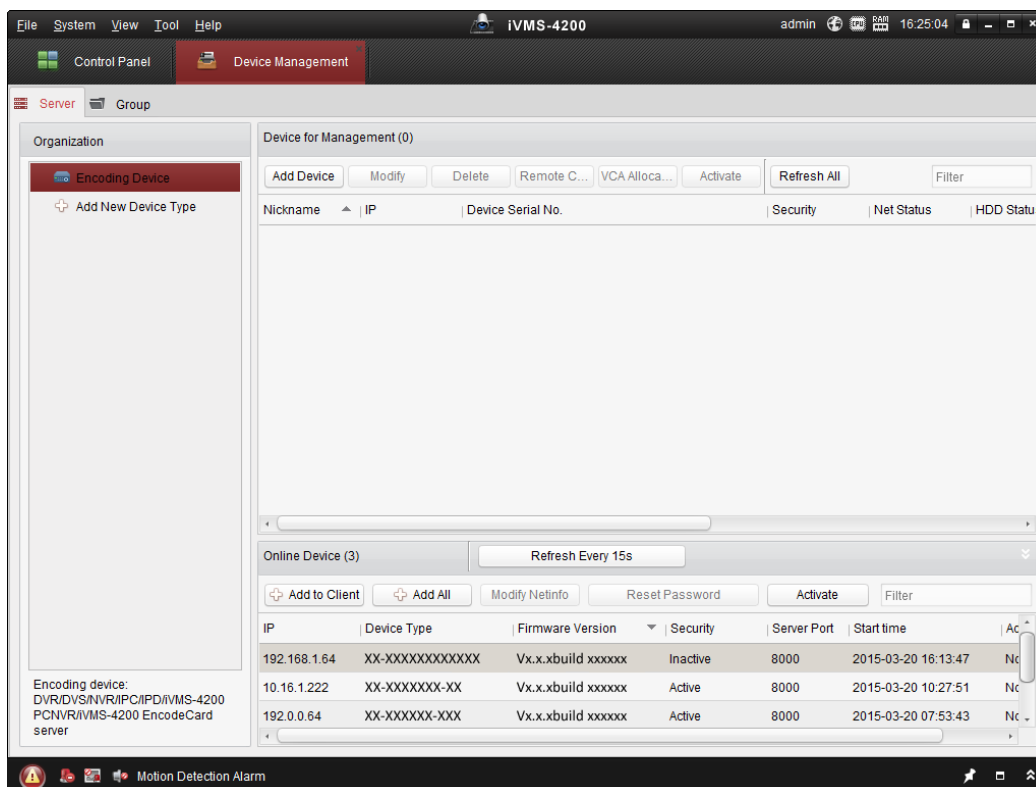 File System View Tool Help iVMS-4200 admin CPU RAM 16:25:04
Control Panel Device Management
Server Group
Organization
Encoding Device
Add New Device Type
Encoding device:
DVR/DVS/NVR/IPC/IPD/iVMS-4200
PCNVR/iVMS-4200 EncodeCard
server
Device for Management (0)
Add Device Modify Delete Remote C... VCA Alloca... Activate Refresh All Filter
Nickname IP Device Serial No. Security Net Status HDD Statu
Online Device (3) Refresh Every 15s
Add to Client Add All Modify Netinfo Reset Password Activate Filter
IP Device Type Firmware Version Security Server Port Start time Ac
192.168.1.64 XX-XXXXXXXXXXXX Vx.x.xbuild xxxxxx Inactive 8000 2015-03-20 16:13:47 No
10.16.1.222 XX-XXXXXXX-XX Vx.x.xbuild xxxxxx Active 8000 2015-03-20 10:27:51 No
192.0.0.64 XX-XXXXXX-XXX Vx.x.xbuild xxxxxx Active 8000 2015-03-20 07:53:43 No
Motion Detection Alarm